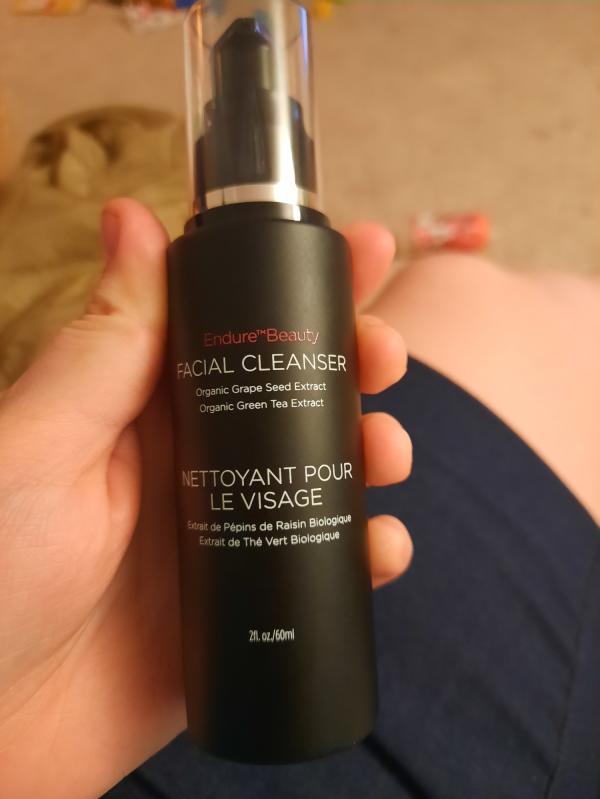 Endure™Beauty
FACIAL CLEANSER
Organic Grape Seed Extract
Organic Green Tea Extract
NETTOYANT POUR
LE VISAGE
Extrait de Pépins de Raisin Biologique
Extrait de Thé Vert Biologique
2fl. oz./60ml